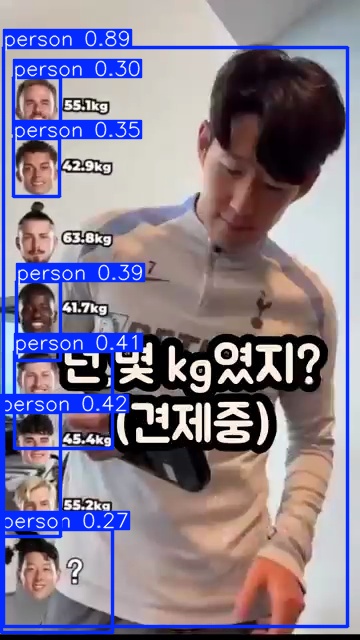 person 0.89
person 0.30
55.1kg
person 0.35
42.9kg
63.8kg
person 0.39
41.7kg
person 0.41
넌 몇 kg였지?
person 0.42
45.4kg
(견제중)
55.2kg
person 0.27
?